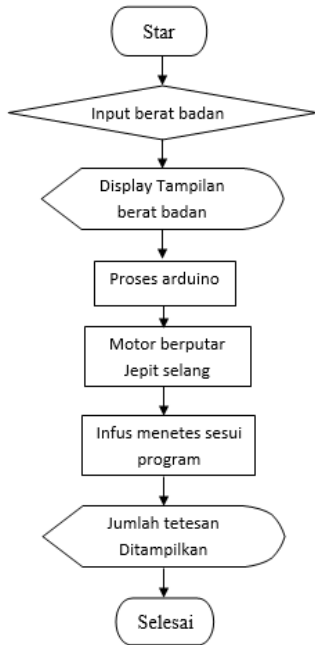 Star
Input berat badan
Display Tampilan
berat badan
Proses arduino
Motor berputar
Jepit selang
Infus menetes sesui
program
Jumlah tetesan
Ditampilkan
Selesai